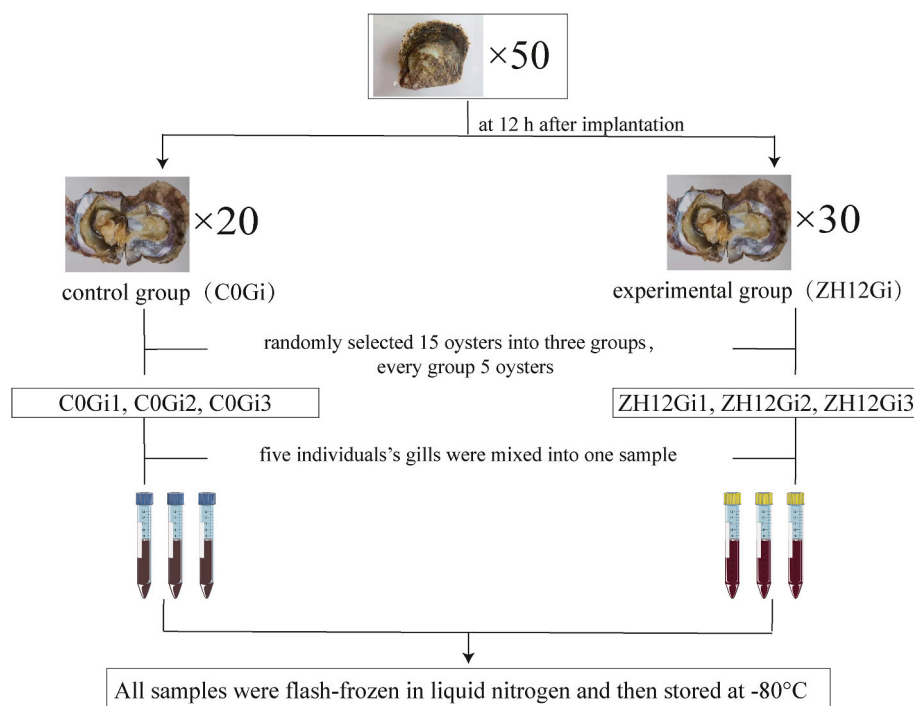 ×50
at 12 h after implantation
×20
×30
control group（C0Gi）
experimental group（ZH12Gi）
randomly selected 15 oysters into three groups,
every group 5 oysters
C0Gi1, C0Gi2, C0Gi3
ZH12Gi1, ZH12Gi2, ZH12Gi3
five individuals's gills were mixed into one sample
All samples were flash-frozen in liquid nitrogen and then stored at -80°C